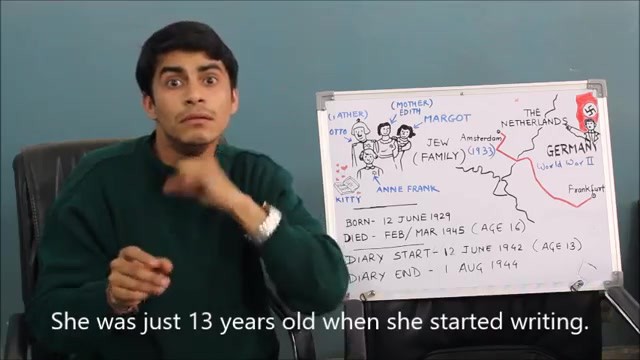 (FATHER)
OTTO
(MOTHER)
EDITH
MARGOT
ANNE FRANK
KITTY
JEW
(FAMILY)
THE
NETHERLANDS
Amsterdam
(1933)
GERMANY
World War II
Frankfurt
BORN- 12 JUNE 1929
DIED - FEB/MAR 1945 (AGE 16)
DIARY START- 12 JUNE 1942 (AGE 13)
DIARY END - 1 AUG 1944
She was just 13 years old when she started writing.